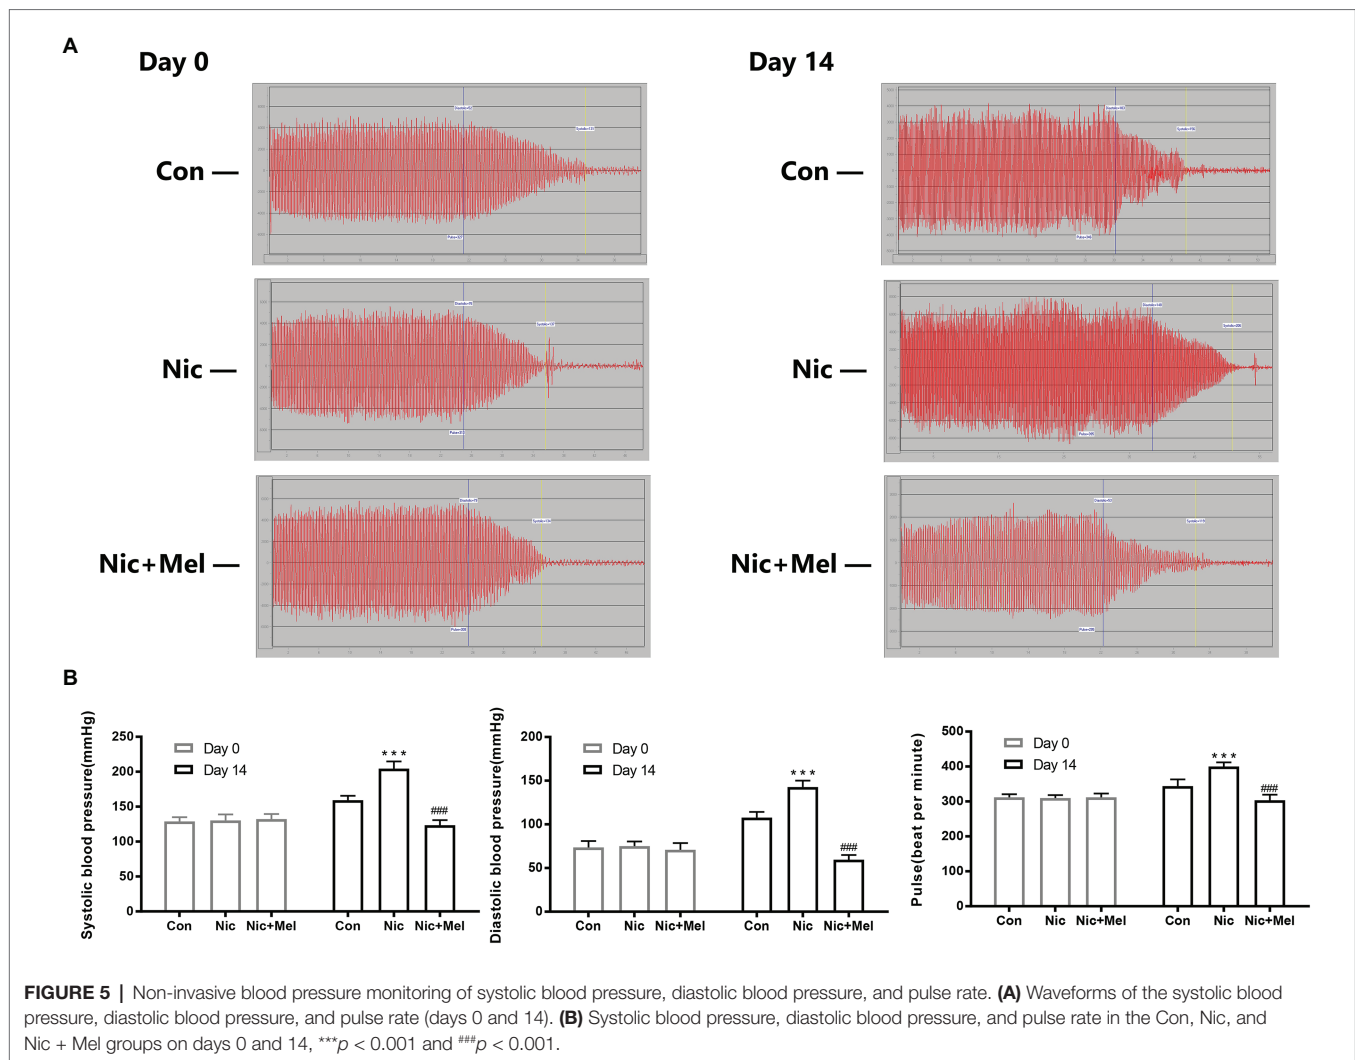 A
Day 0
Day 14
Con
Con
Nic
Nic
Nic+Mel
Nic+Mel
B
Systolic blood pressure(mmHg)
250
200
150
100
50
0
Day 0
Day 14
***
###
Con Nic Nic+Mel Con Nic Nic+Mel
Diastolic blood pressure(mmHg)
200
150
100
50
0
Day 0
Day 14
***
###
Con Nic Nic+Mel Con Nic Nic+Mel
Pulse(beat per minute)
500
400
300
200
100
0
Day 0
Day 14
***
###
Con Nic Nic+Mel Con Nic Nic+Mel
FIGURE 5 | Non-invasive blood pressure monitoring of systolic blood pressure, diastolic blood pressure, and pulse rate. (A) Waveforms of the systolic blood
pressure, diastolic blood pressure, and pulse rate (days 0 and 14). (B) Systolic blood pressure, diastolic blood pressure, and pulse rate in the Con, Nic, and
Nic + Mel groups on days 0 and 14, ***p < 0.001 and ###p < 0.001.